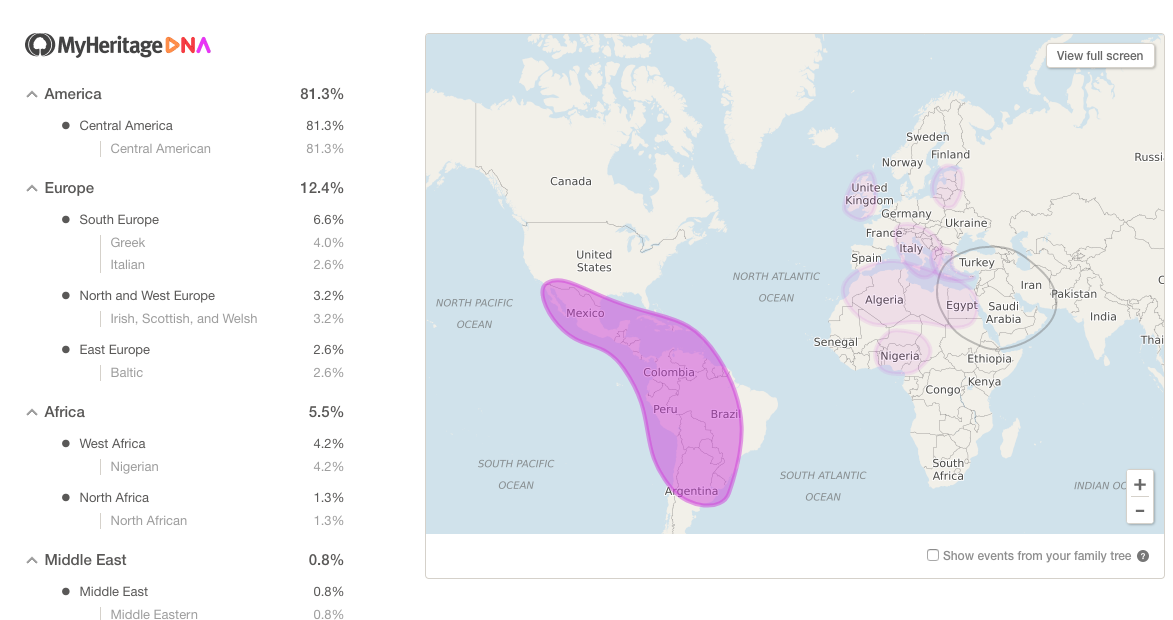 MyHeritage DNA
America 81.3%
Central America 81.3%
Central American 81.3%
Europe 12.4%
South Europe 6.6%
Greek 4.0%
Italian 2.6%
North and West Europe 3.2%
Irish, Scottish, and Welsh 3.2%
East Europe 2.6%
Baltic 2.6%
Africa 5.5%
West Africa 4.2%
Nigerian 4.2%
North Africa 1.3%
North African 1.3%
Middle East 0.8%
Middle East 0.8%
Middle Eastern 0.8%
View full screen
Sweden
Finland
Norway
Russi
Canada
United
Kingdom
Germany
Ukraine
France
Italy
Spain
Turkey
United
States
NORTH ATLANTIC
OCEAN
Iran
Pakistan
C
NORTH PACIFIC
OCEAN
Mexico
Algeria
Egypt
Saudi
Arabia
India
Senegal
Nigeria
Ethiopia
Thai
Colombia
Kenya
Congo
Peru
Brazil
SOUTH PACIFIC
OCEAN
SOUTH ATLANTIC
OCEAN
South
Africa
INDIAN OC
Argentina
+
−
Show events from your family tree ?